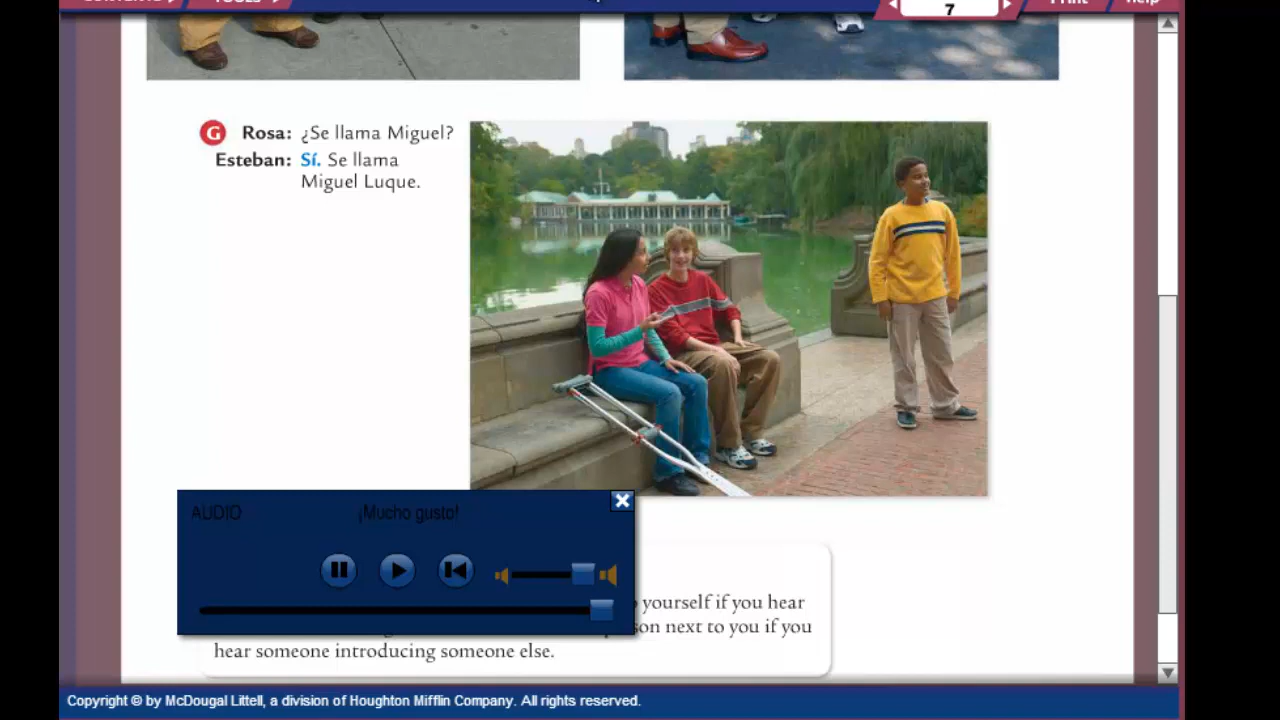 7
G Rosa: ¿Se llama Miguel?
Esteban: Sí. Se llama
Miguel Luque.
AUDIO ¡Mucho gusto!
yourself if you hear
next to you if you
hear someone introducing someone else.
Copyright © by McDougal Littell, a division of Houghton Mifflin Company. All rights reserved.